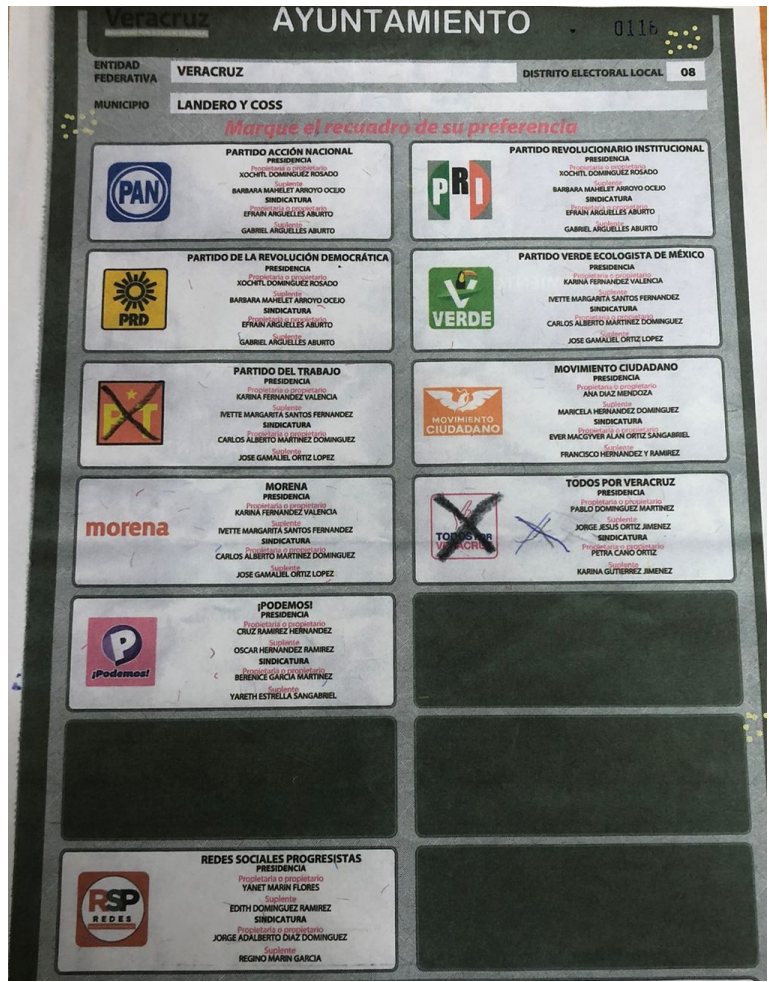 Veracruz
AYUNTAMIENTO
ENTIDAD FEDERATIVA
VERACRUZ
DISTRITO ELECTORAL LOCAL
08
MUNICIPIO
LANDERO Y COSS
Marque el recuadro de su preferencia
PAN
PARTIDO ACCIÓN NACIONAL
PRESIDENCIA
Propietaria o propietario
XOCHITL DOMINGUEZ ROSADO
Suplente
BARBARA MAHELET ARROYO OCEJO
SINDICATURA
Propietaria o propietario
EFRAIN ARGUELLES ABURTO
Suplente
GABRIEL ARGUELLES ABURTO
PRI
PARTIDO REVOLUCIONARIO INSTITUCIONAL
PRESIDENCIA
Propietaria o propietario
XOCHITL DOMINGUEZ ROSADO
Suplente
BARBARA MAHELET ARROYO OCEJO
SINDICATURA
Propietaria o propietario
EFRAIN ARGUELLES ABURTO
Suplente
GABRIEL ARGUELLES ABURTO
PRD
PARTIDO DE LA REVOLUCIÓN DEMOCRÁTICA
PRESIDENCIA
Propietaria o propietario
XOCHITL DOMINGUEZ ROSADO
Suplente
BARBARA MAHELET ARROYO OCEJO
SINDICATURA
Propietaria o propietario
EFRAIN ARGUELLES ABURTO
Suplente
GABRIEL ARGUELLES ABURTO
VERDE
PARTIDO VERDE ECOLOGISTA DE MÉXICO
PRESIDENCIA
Propietaria o propietario
KARINA FERNANDEZ VALENCIA
Suplente
IVETTE MARGARITA SANTOS FERNANDEZ
SINDICATURA
Propietaria o propietario
CARLOS ALBERTO MARTINEZ DOMINGUEZ
Suplente
JOSE GAMALIEL ORTIZ LOPEZ
PT
PARTIDO DEL TRABAJO
PRESIDENCIA
Propietaria o propietario
KARINA FERNANDEZ VALENCIA
Suplente
IVETTE MARGARITA SANTOS FERNANDEZ
SINDICATURA
Propietaria o propietario
CARLOS ALBERTO MARTINEZ DOMINGUEZ
Suplente
JOSE GAMALIEL ORTIZ LOPEZ
MOVIMIENTO
CIUDADANO
MOVIMIENTO CIUDADANO
PRESIDENCIA
Propietaria o propietario
ANA DIAZ MENDOZA
Suplente
MARICELA HERNANDEZ DOMINGUEZ
SINDICATURA
Propietaria o propietario
EVER MACGYVER ALAN ORTIZ SANGABRIEL
Suplente
FRANCISCO HERNANDEZ Y RAMIREZ
morena
MORENA
PRESIDENCIA
Propietaria o propietario
KARINA FERNANDEZ VALENCIA
Suplente
IVETTE MARGARITA SANTOS FERNANDEZ
SINDICATURA
Propietaria o propietario
CARLOS ALBERTO MARTINEZ DOMINGUEZ
Suplente
JOSE GAMALIEL ORTIZ LOPEZ
TODOS POR
VERACRUZ
TODOS POR VERACRUZ
PRESIDENCIA
Propietaria o propietario
PABLO DOMINGUEZ MARTINEZ
Suplente
JORGE JESUS ORTIZ JIMENEZ
SINDICATURA
Propietaria o propietario
PETRA CANO ORTIZ
Suplente
KARINA GUTIERREZ JIMENEZ
P
¡Podemos!
¡PODEMOS!
PRESIDENCIA
Propietaria o propietario
CRUZ RAMIREZ HERNANDEZ
Suplente
OSCAR HERNANDEZ RAMIREZ
SINDICATURA
Propietaria o propietario
BERENICE GARCIA MARTINEZ
Suplente
YARETH ESTRELLA SANGABRIEL
RSP
REDES
REDES SOCIALES PROGRESISTAS
PRESIDENCIA
Propietaria o propietario
YANET MARIN FLORES
Suplente
EDITH DOMINGUEZ RAMIREZ
SINDICATURA
Propietaria o propietario
JORGE ADALBERTO DIAZ DOMINGUEZ
Suplente
REGINO MARIN GARCIA